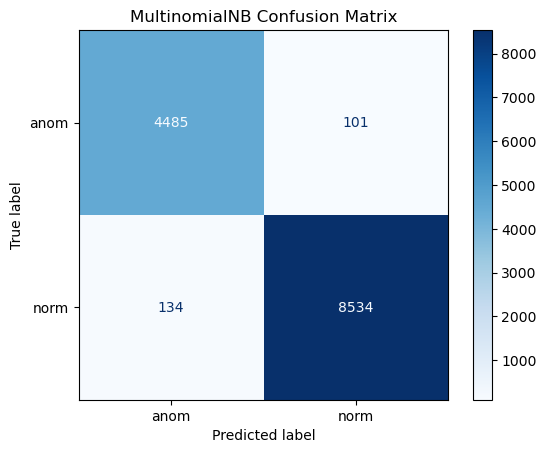 MultinomialNB Confusion Matrix
True label
anom
4485
101
norm
134
8534
anom
norm
Predicted label
8000
7000
6000
5000
4000
3000
2000
1000